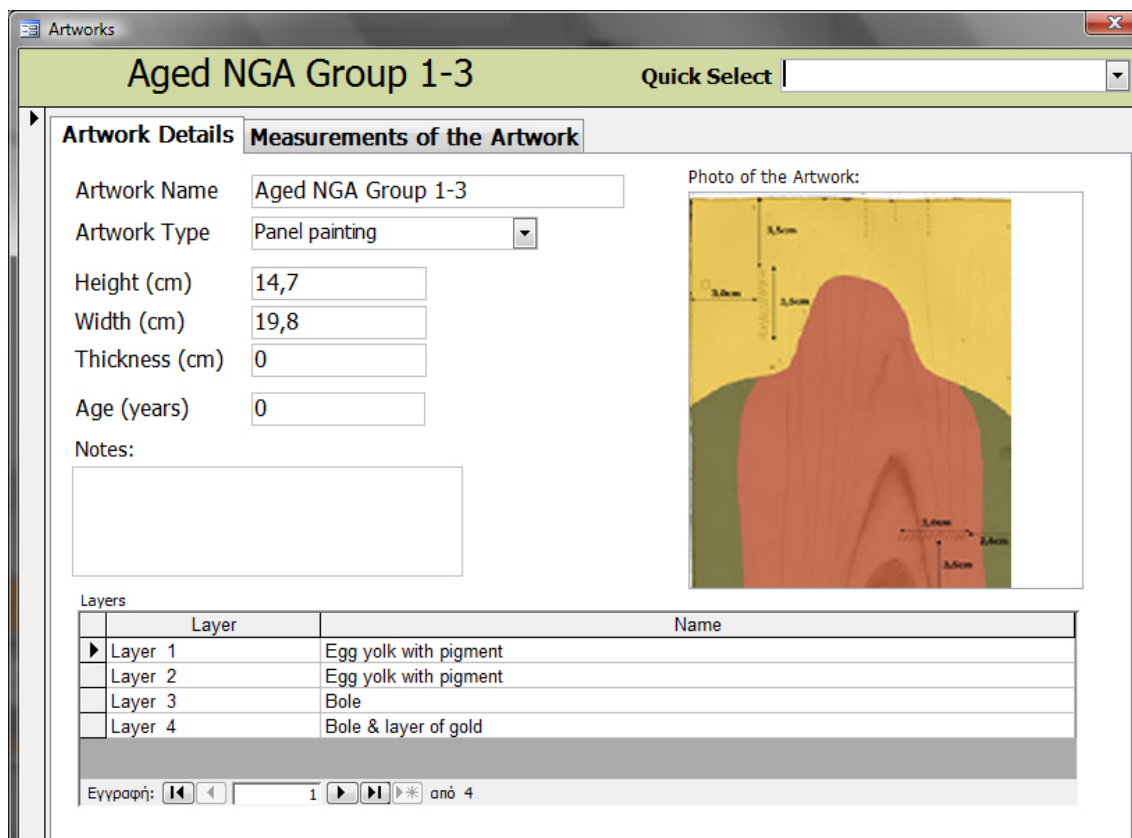 Artworks
Aged NGA Group 1-3
Quick Select
Artwork Details
Measurements of the Artwork
Artwork Name Aged NGA Group 1-3
Artwork Type Panel painting
Height (cm) 14,7
Width (cm) 19,8
Thickness (cm) 0
Age (years) 0
Notes:
Photo of the Artwork:
3,5cm
3,0cm
3,5cm
3,5cm
Layers
Layer Name
Layer 1 Egg yolk with pigment
Layer 2 Egg yolk with pigment
Layer 3 Bole
Layer 4 Bole & layer of gold
Εγγραφή: 1 από 4